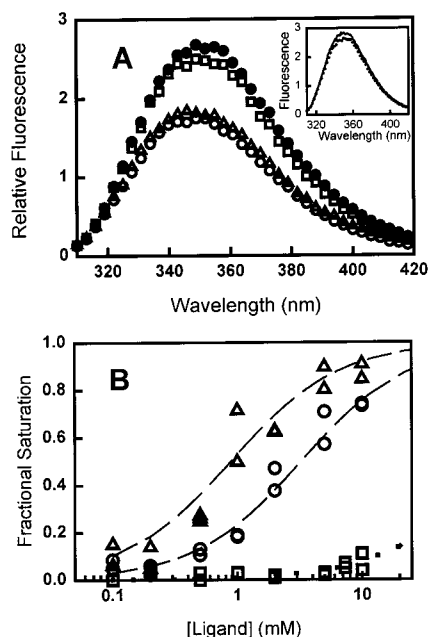 A
Relative Fluorescence
3
2
1
0
320 340 360 380 400 420
Wavelength (nm)
Fluorescence
3
2
1
0
320 360 400
Wavelength (nm)
B
Fractional Saturation
1.0
0.8
0.6
0.4
0.2
0.0
0.1 1 10
[Ligand] (mM)